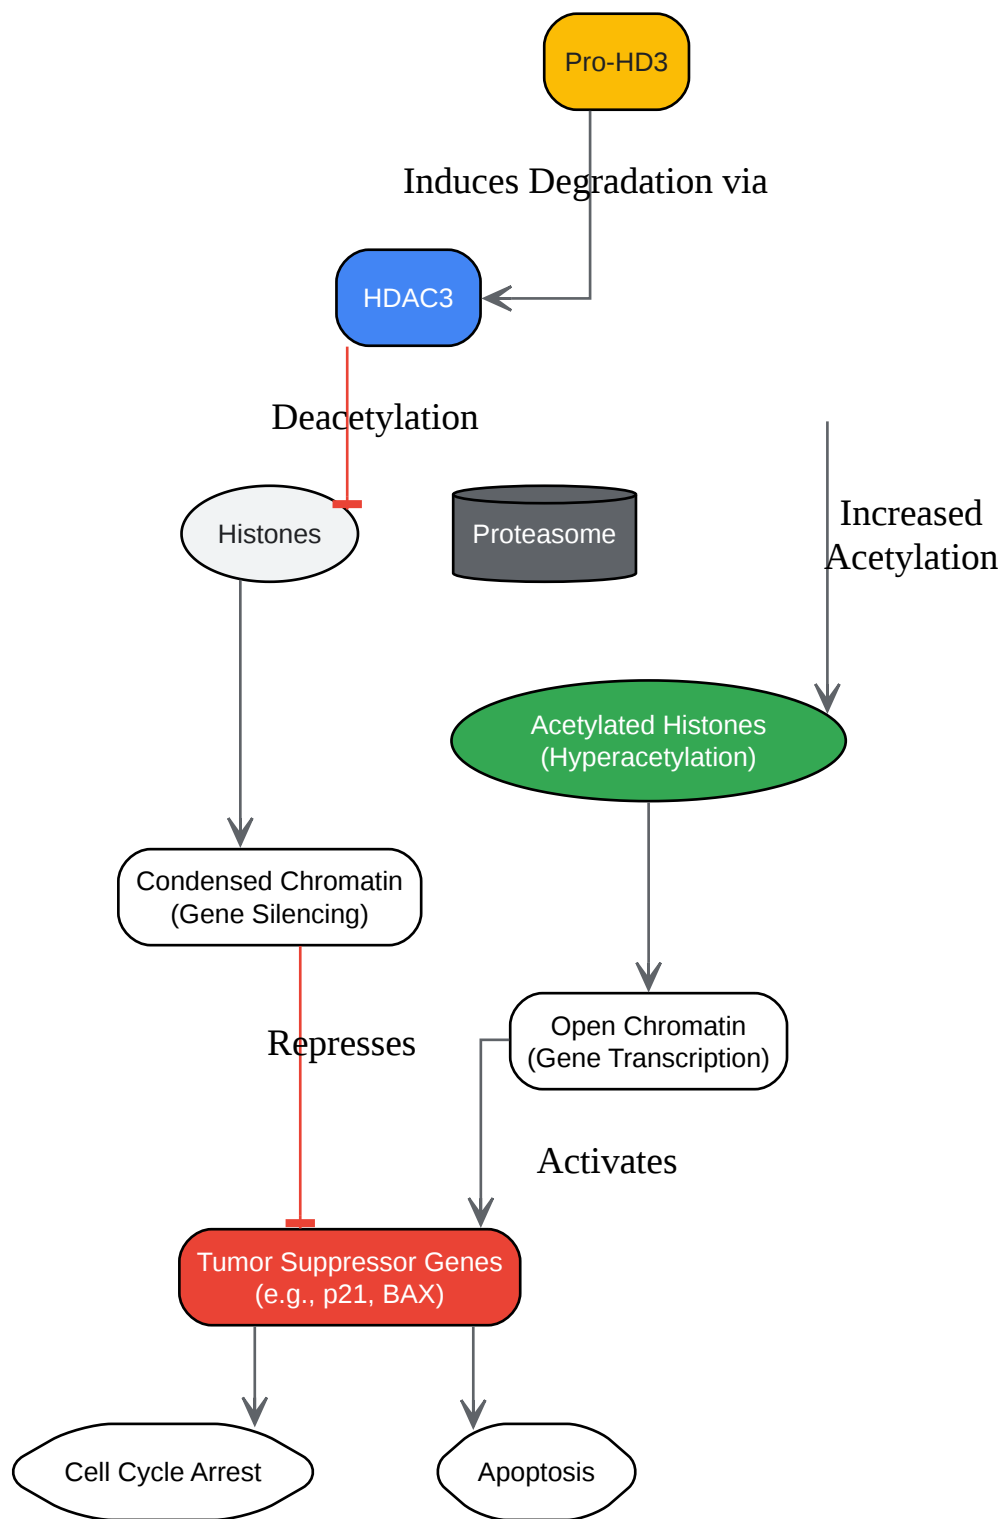 Pro-HD3
Induces Degradation via
HDAC3
Deacetylation
Histones
Proteasome
Increased
Acetylation
Acetylated Histones
(Hyperacetylation)
Condensed Chromatin
(Gene Silencing)
Open Chromatin
(Gene Transcription)
Represses
Activates
Tumor Suppressor Genes
(e.g., p21, BAX)
Cell Cycle Arrest
Apoptosis